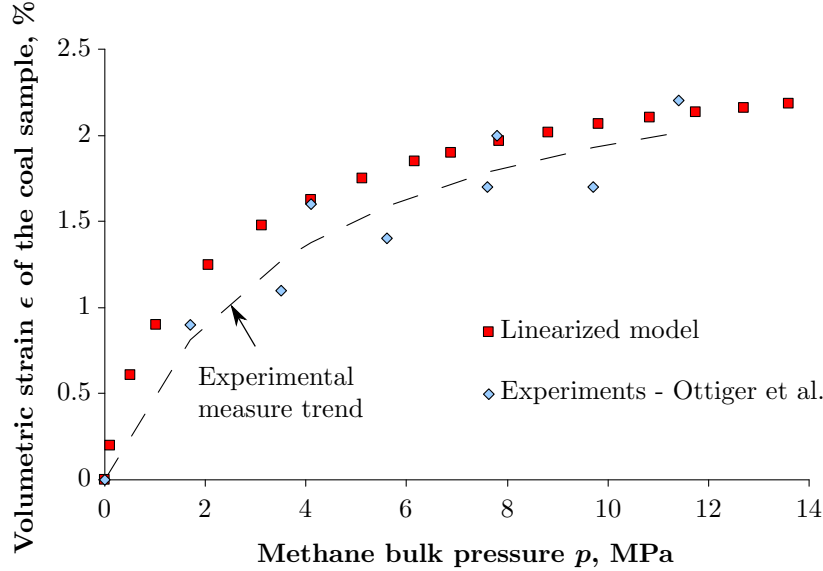 Volumetric strain ϵ of the coal sample, %
2.5
2
1.5
1
0.5
0
0 2 4 6 8 10 12 14
Methane bulk pressure p, MPa
Linearized model
Experiments - Ottiger et al.
Experimental
measure trend